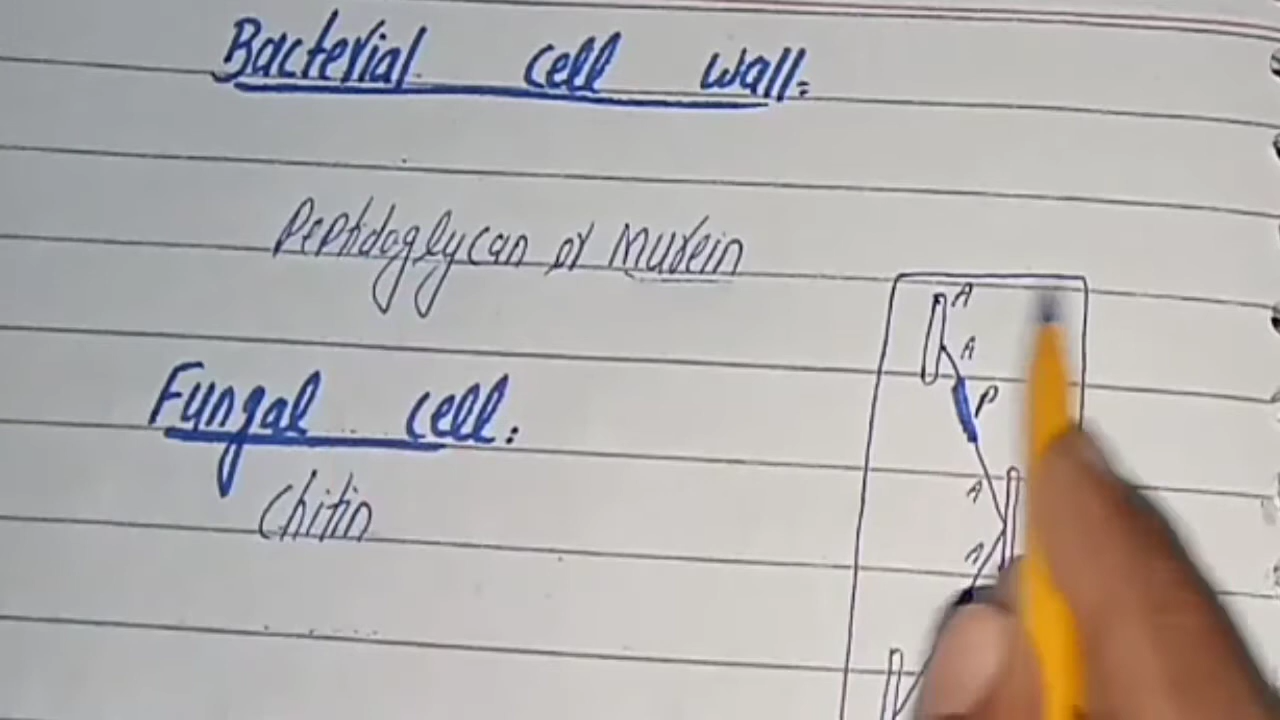 Bacterial cell wall:
Peptidoglycan or Murein
A
A
P
Fungal cell:
A
Chitin
A